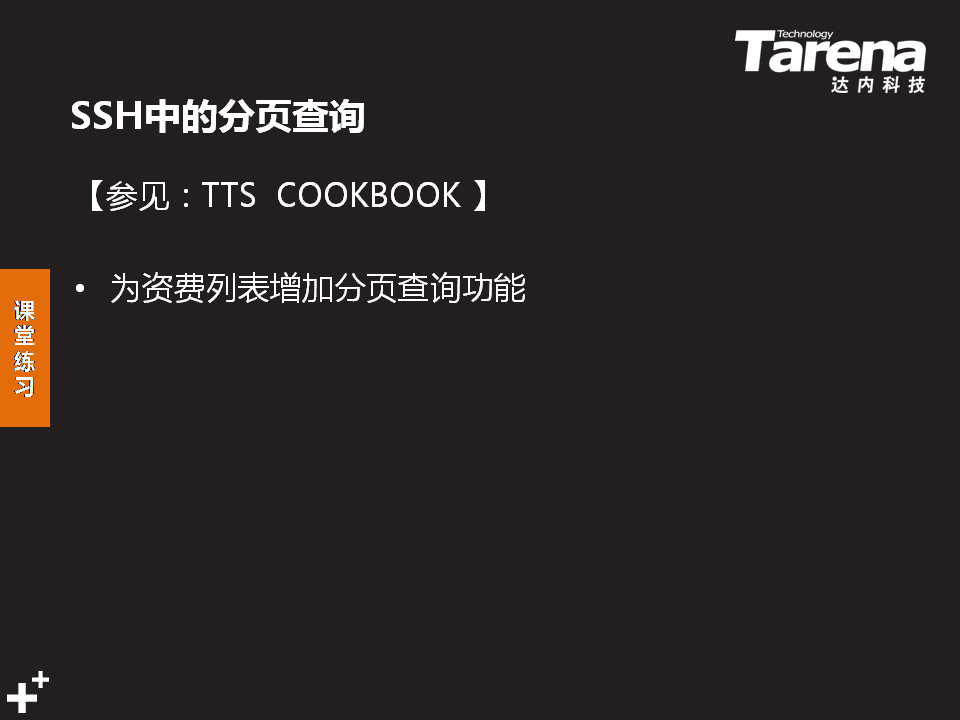 Technology
Tarena
达内科技
SSH中的分页查询
【参见：TTS  COOKBOOK 】
• 为资费列表增加分页查询功能
课
堂
练
习